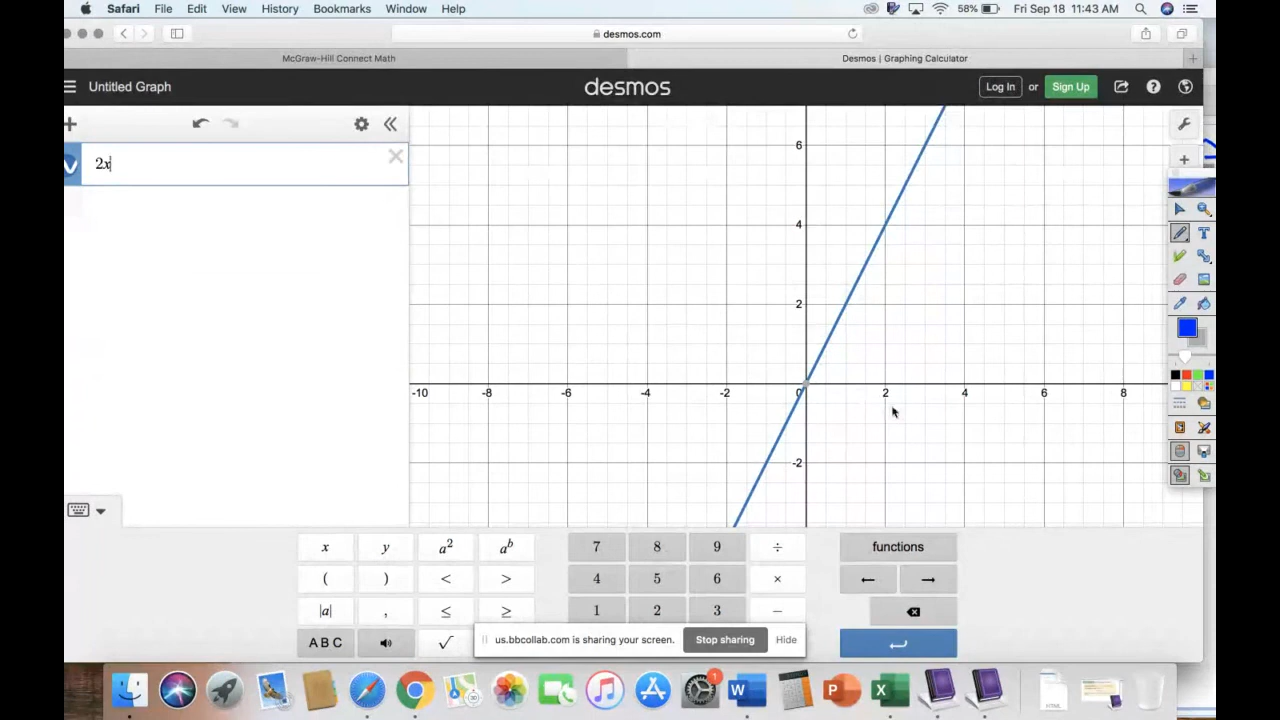 Safari File Edit View History Bookmarks Window Help 58% Fri Sep 18 11:43 AM
desmos.com
McGraw-Hill Connect Math Desmos | Graphing Calculator
Untitled Graph desmos Log In or Sign Up
2x
6
4
2
-10 -8 -6 -4 -2 0 2 4 6 8
-2
x y a² aᵇ 7 8 9 ÷ functions
( ) < > 4 5 6 × ← →
|a| , ≤ ≥ 1 2 3 −
A B C √ us.bbcollab.com is sharing your screen. Stop sharing Hide